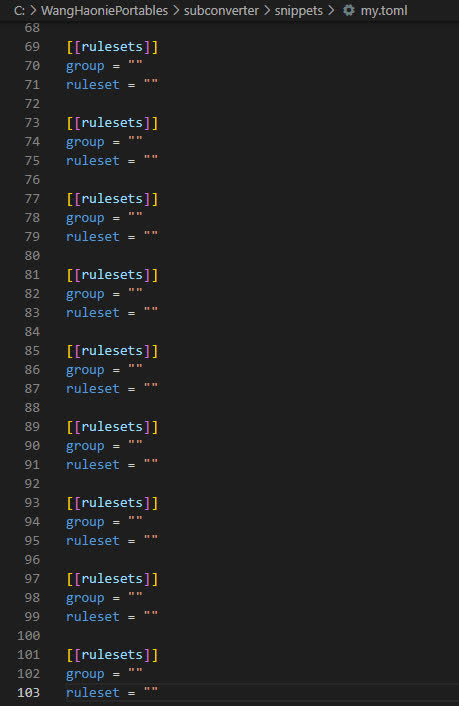 C: > WangHaoniePortables > subconverter > snippets > my.toml
68
69 [[rulesets]]
70 group = ""
71 ruleset = ""
72
73 [[rulesets]]
74 group = ""
75 ruleset = ""
76
77 [[rulesets]]
78 group = ""
79 ruleset = ""
80
81 [[rulesets]]
82 group = ""
83 ruleset = ""
84
85 [[rulesets]]
86 group = ""
87 ruleset = ""
88
89 [[rulesets]]
90 group = ""
91 ruleset = ""
92
93 [[rulesets]]
94 group = ""
95 ruleset = ""
96
97 [[rulesets]]
98 group = ""
99 ruleset = ""
100
101 [[rulesets]]
102 group = ""
103 ruleset = ""